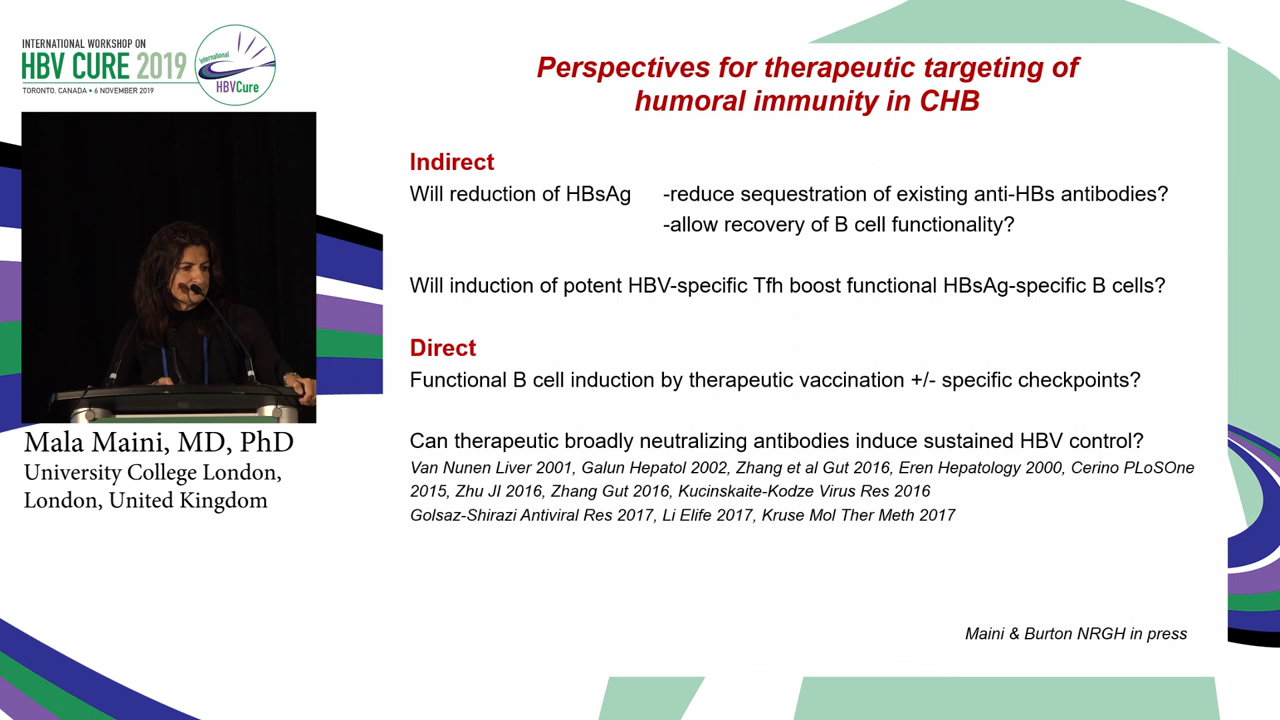 INTERNATIONAL WORKSHOP ON
HBV CURE 2019
TORONTO, CANADA • 6 NOVEMBER 2019
International
HBVCure
Mala Maini, MD, PhD
University College London,
London, United Kingdom
Perspectives for therapeutic targeting of
humoral immunity in CHB
Indirect
Will reduction of HBsAg -reduce sequestration of existing anti-HBs antibodies?
-allow recovery of B cell functionality?
Will induction of potent HBV-specific Tfh boost functional HBsAg-specific B cells?
Direct
Functional B cell induction by therapeutic vaccination +/- specific checkpoints?
Can therapeutic broadly neutralizing antibodies induce sustained HBV control?
Van Nunen Liver 2001, Galun Hepatol 2002, Zhang et al Gut 2016, Eren Hepatology 2000, Cerino PLoSOne
2015, Zhu JI 2016, Zhang Gut 2016, Kucinskaite-Kodze Virus Res 2016
Golsaz-Shirazi Antiviral Res 2017, Li Elife 2017, Kruse Mol Ther Meth 2017
Maini & Burton NRGH in press